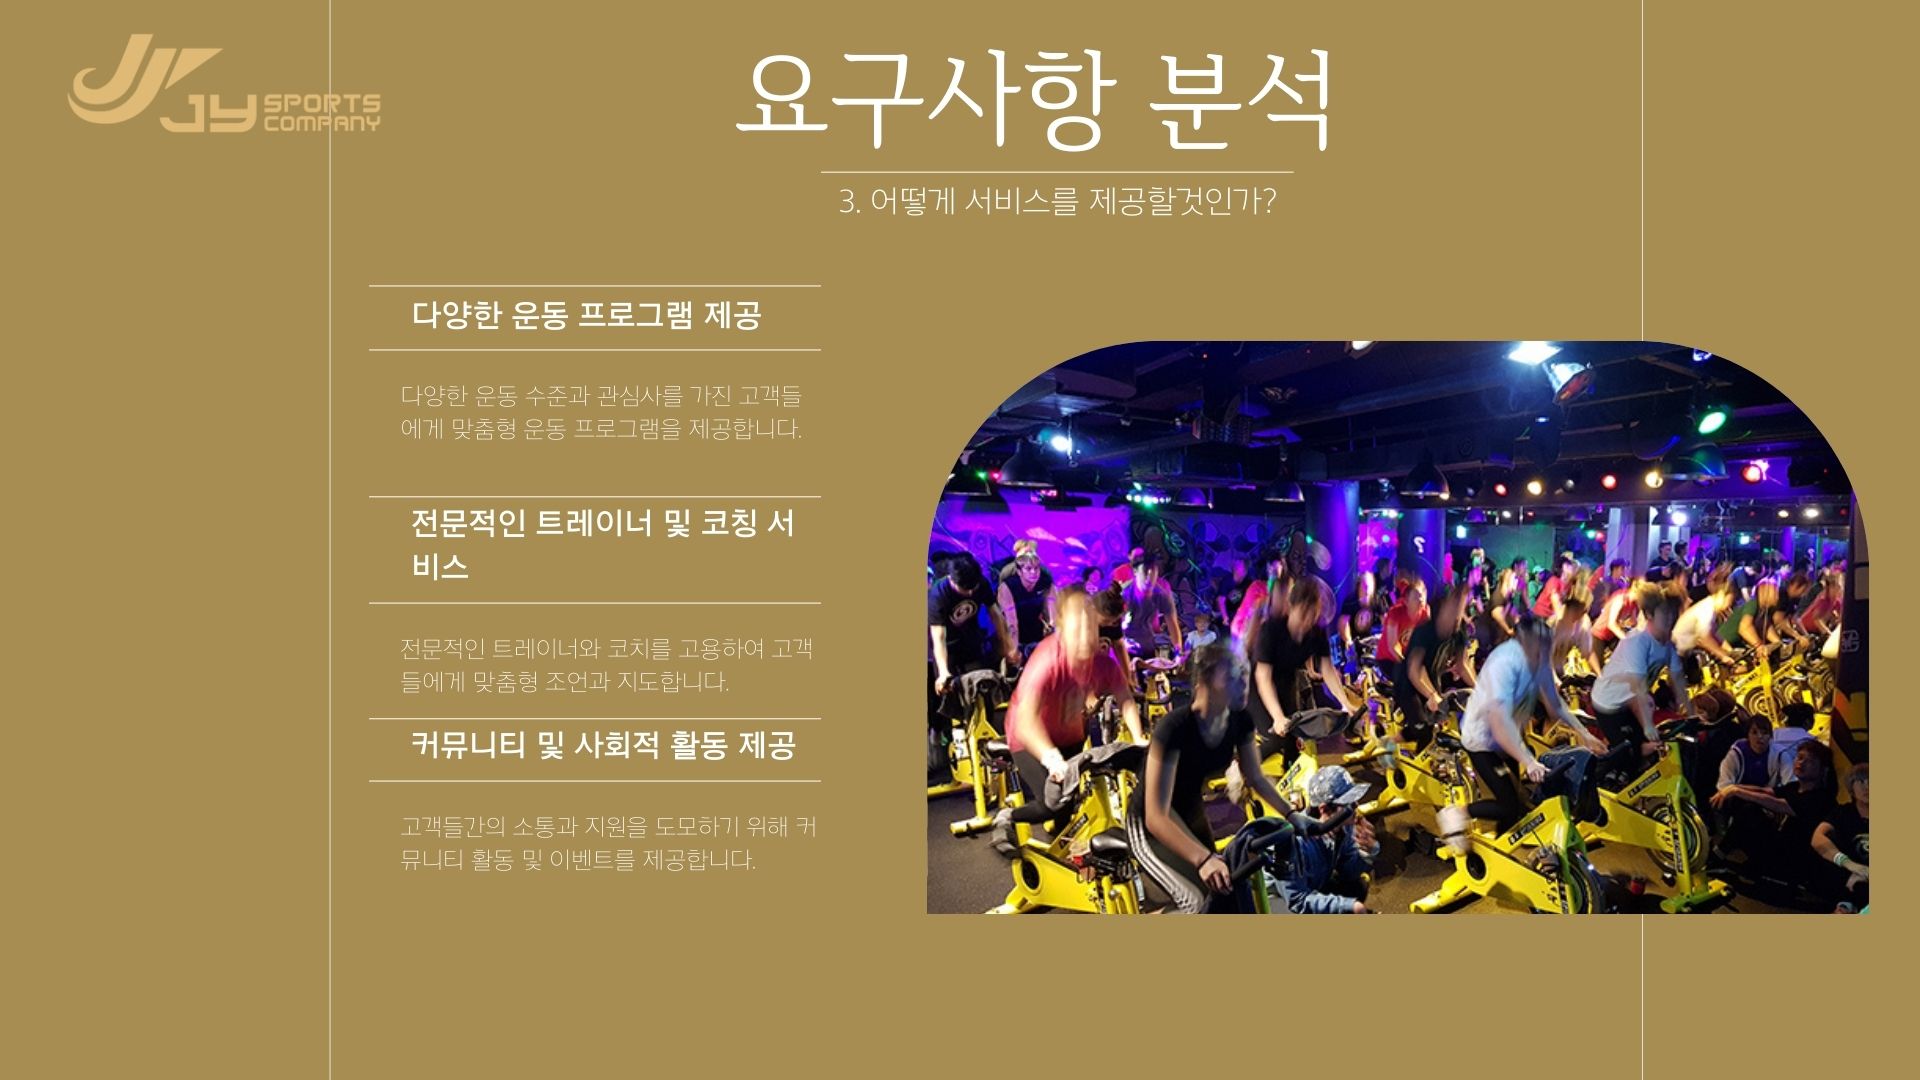 JY SPORTS
COMPANY
요구사항 분석
3. 어떻게 서비스를 제공할것인가?
다양한 운동 프로그램 제공
다양한 운동 수준과 관심사를 가진 고객들
에게 맞춤형 운동 프로그램을 제공합니다.
전문적인 트레이너 및 코칭 서
비스
전문적인 트레이너와 코치를 고용하여 고객
들에게 맞춤형 조언과 지도합니다.
커뮤니티 및 사회적 활동 제공
고객들간의 소통과 지원을 도모하기 위해 커
뮤니티 활동 및 이벤트를 제공합니다.